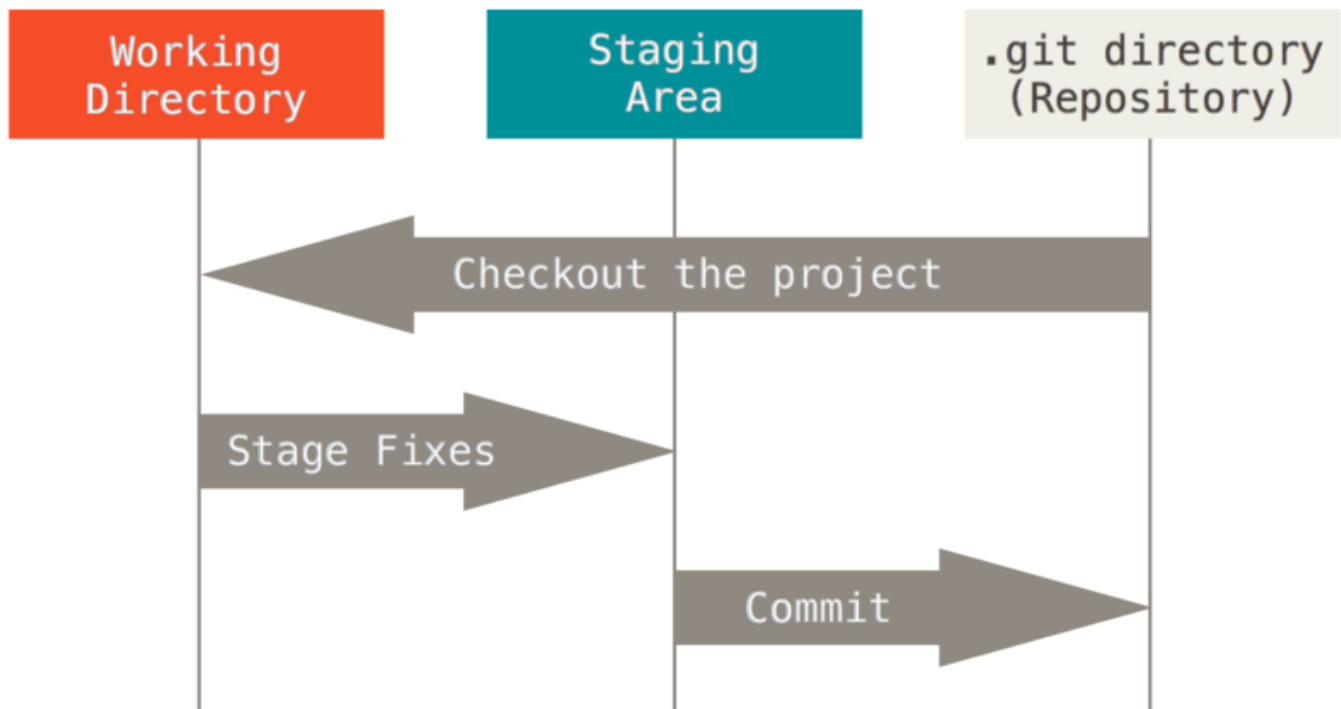 Working
Directory
Staging
Area
.git directory
(Repository)
Checkout the project
Stage Fixes
Commit